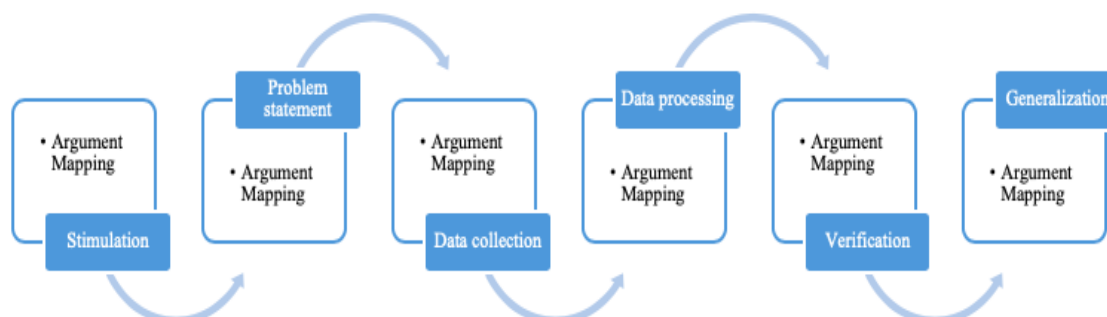 • Argument
Mapping
Stimulation
Problem
statement
• Argument
Mapping
• Argument
Mapping
Data collection
Data processing
• Argument
Mapping
• Argument
Mapping
Verification
Generalization
• Argument
Mapping